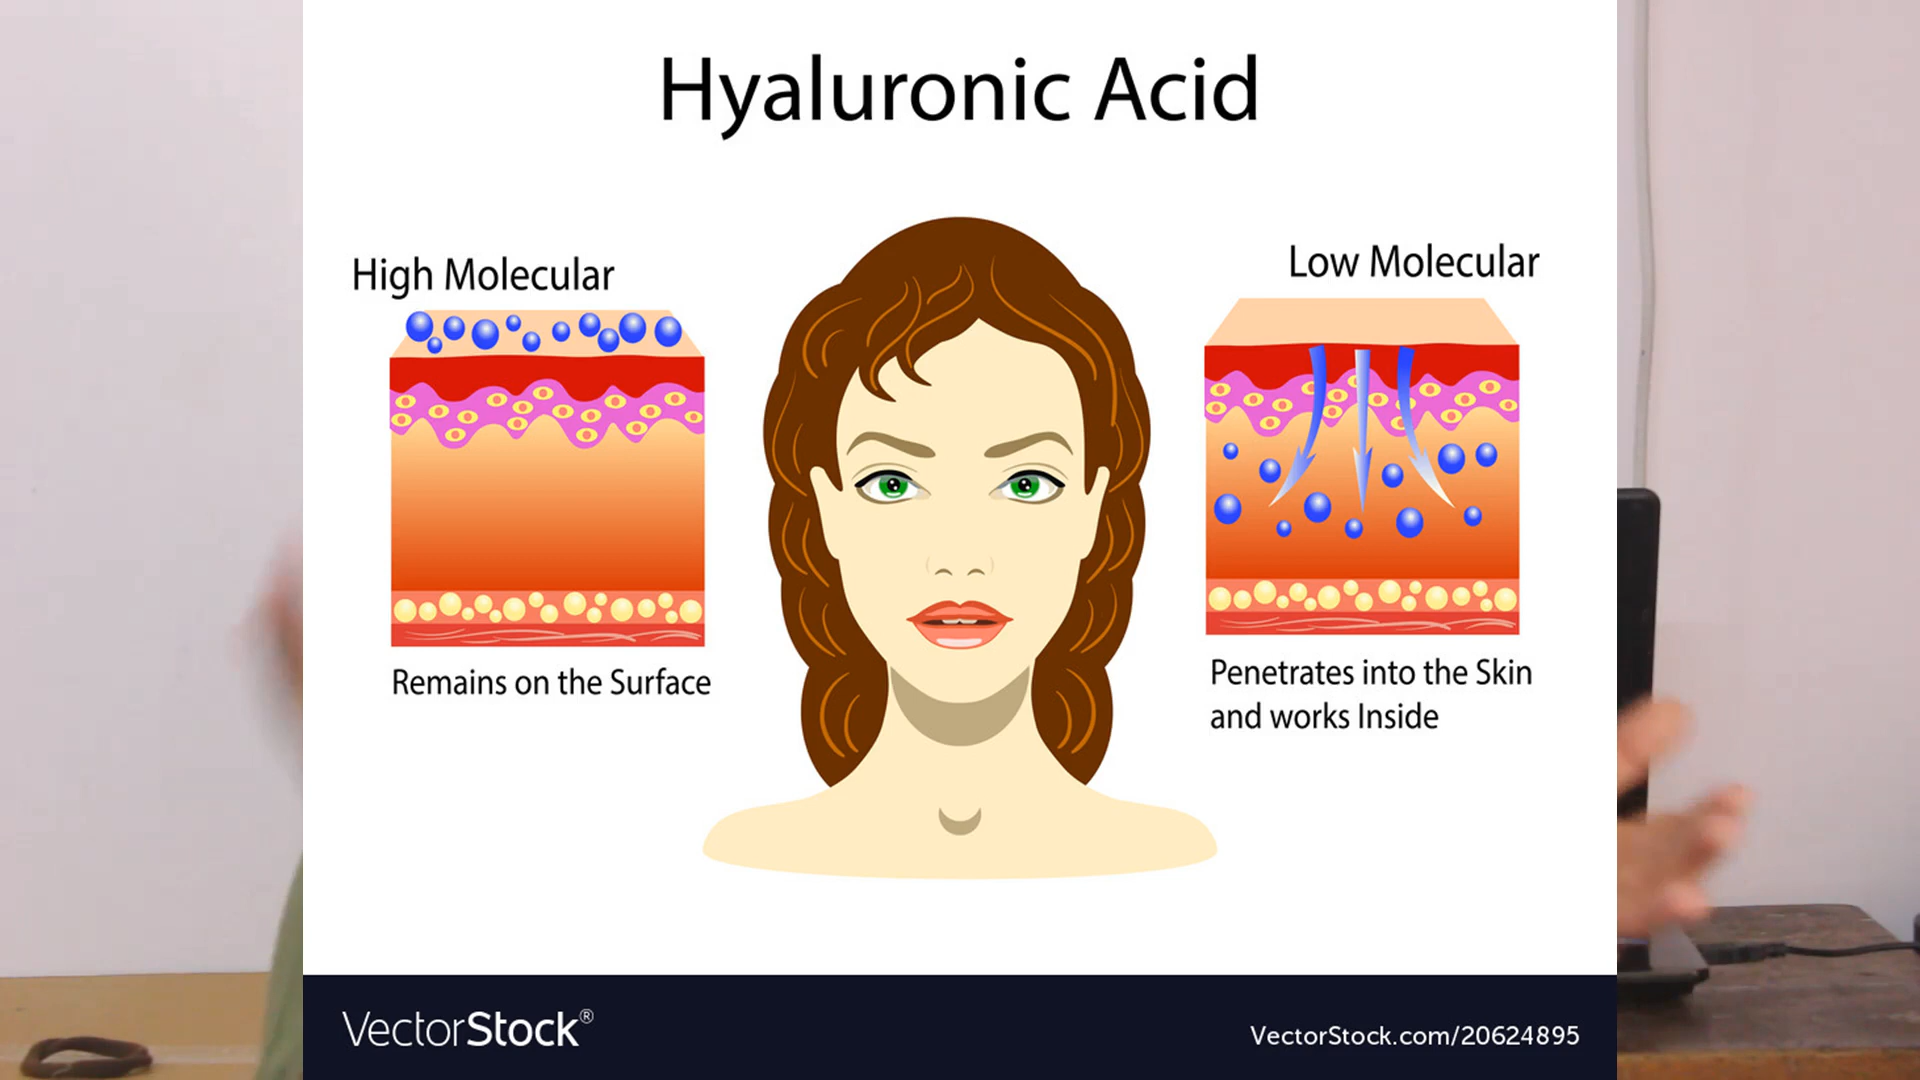 Hyaluronic Acid
High Molecular
Remains on the Surface
Low Molecular
Penetrates into the Skin
and works Inside
VectorStock®
VectorStock.com/20624895